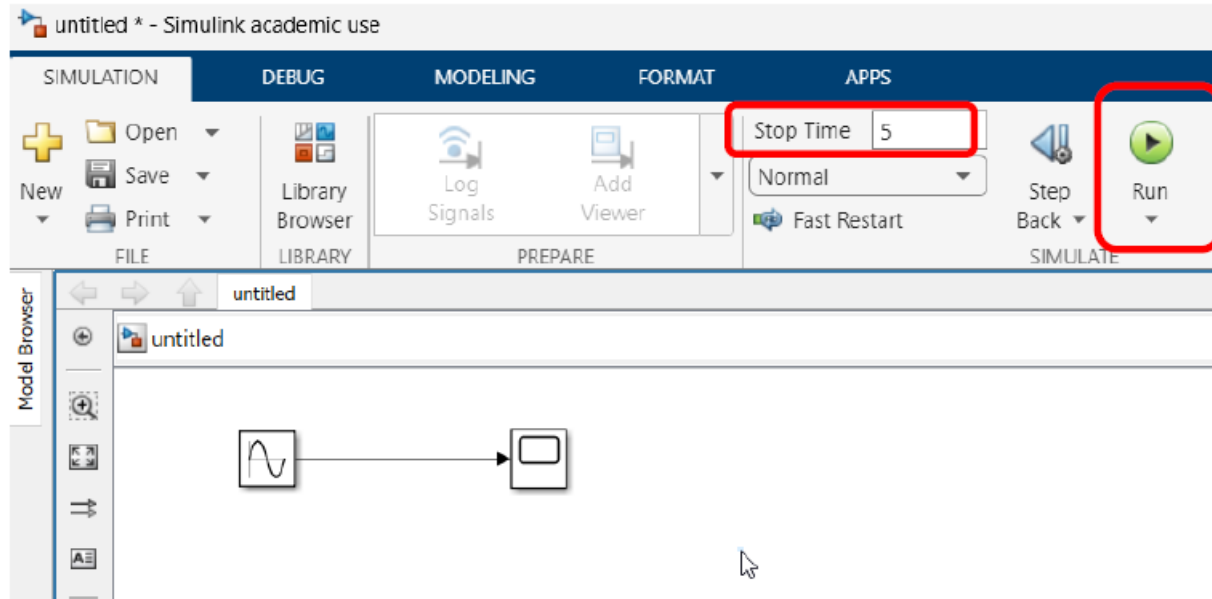 untitled * - Simulink academic use
SIMULATION DEBUG MODELING FORMAT APPS
New
Open
Save
Print
FILE
Library
Browser
LIBRARY
Log
Signals
Add
Viewer
PREPARE
Stop Time 5
Normal
Fast Restart
Step
Back
Run
SIMULATE
Model Browser
untitled
untitled
A